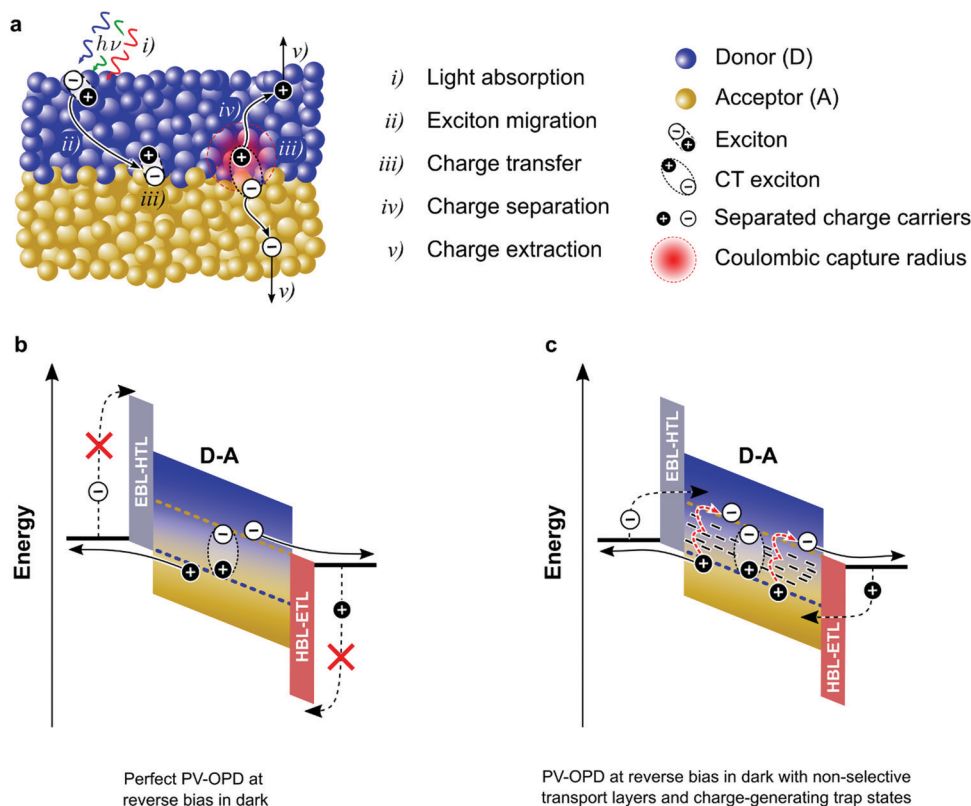 a
hν
i)
v)
ii)
iv)
iii)
iii)
v)
i) Light absorption
ii) Exciton migration
iii) Charge transfer
iv) Charge separation
v) Charge extraction
Donor (D)
Acceptor (A)
Exciton
CT exciton
Separated charge carriers
Coulombic capture radius
b
Energy
EBL-HTL
D-A
HBL-ETL
Perfect PV-OPD at
reverse bias in dark
c
Energy
EBL-HTL
D-A
HBL-ETL
PV-OPD at reverse bias in dark with non-selective
transport layers and charge-generating trap states